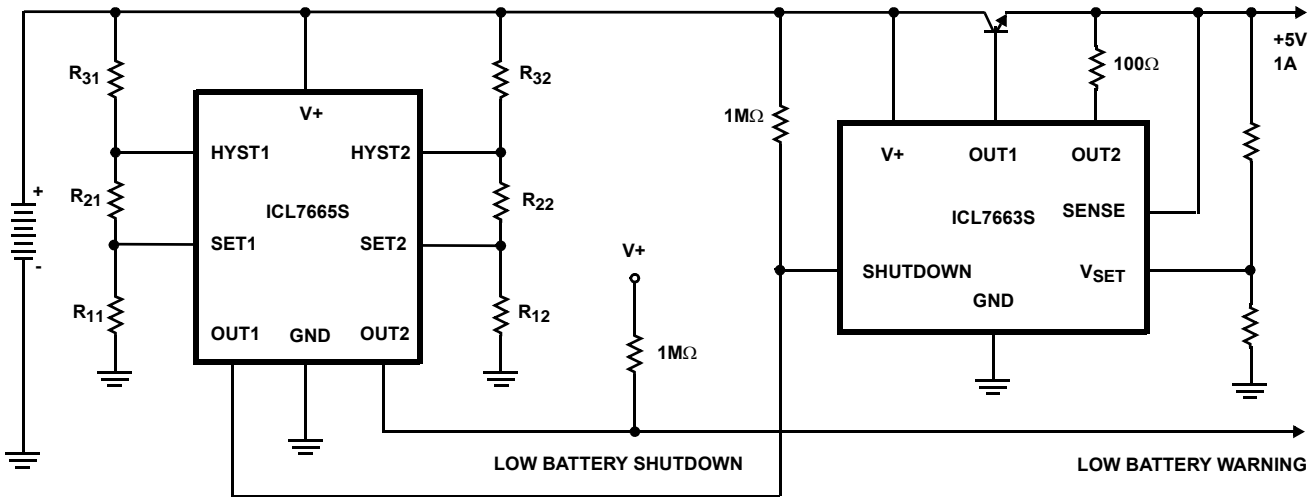 R31
R21
R11
+
-
V+
HYST1
HYST2
ICL7665S
SET1
SET2
OUT1
GND
OUT2
R32
R22
R12
V+
1MΩ
1MΩ
V+
OUT1
OUT2
ICL7663S
SENSE
SHUTDOWN
VSET
GND
100Ω
+5V
1A
LOW BATTERY SHUTDOWN
LOW BATTERY WARNING